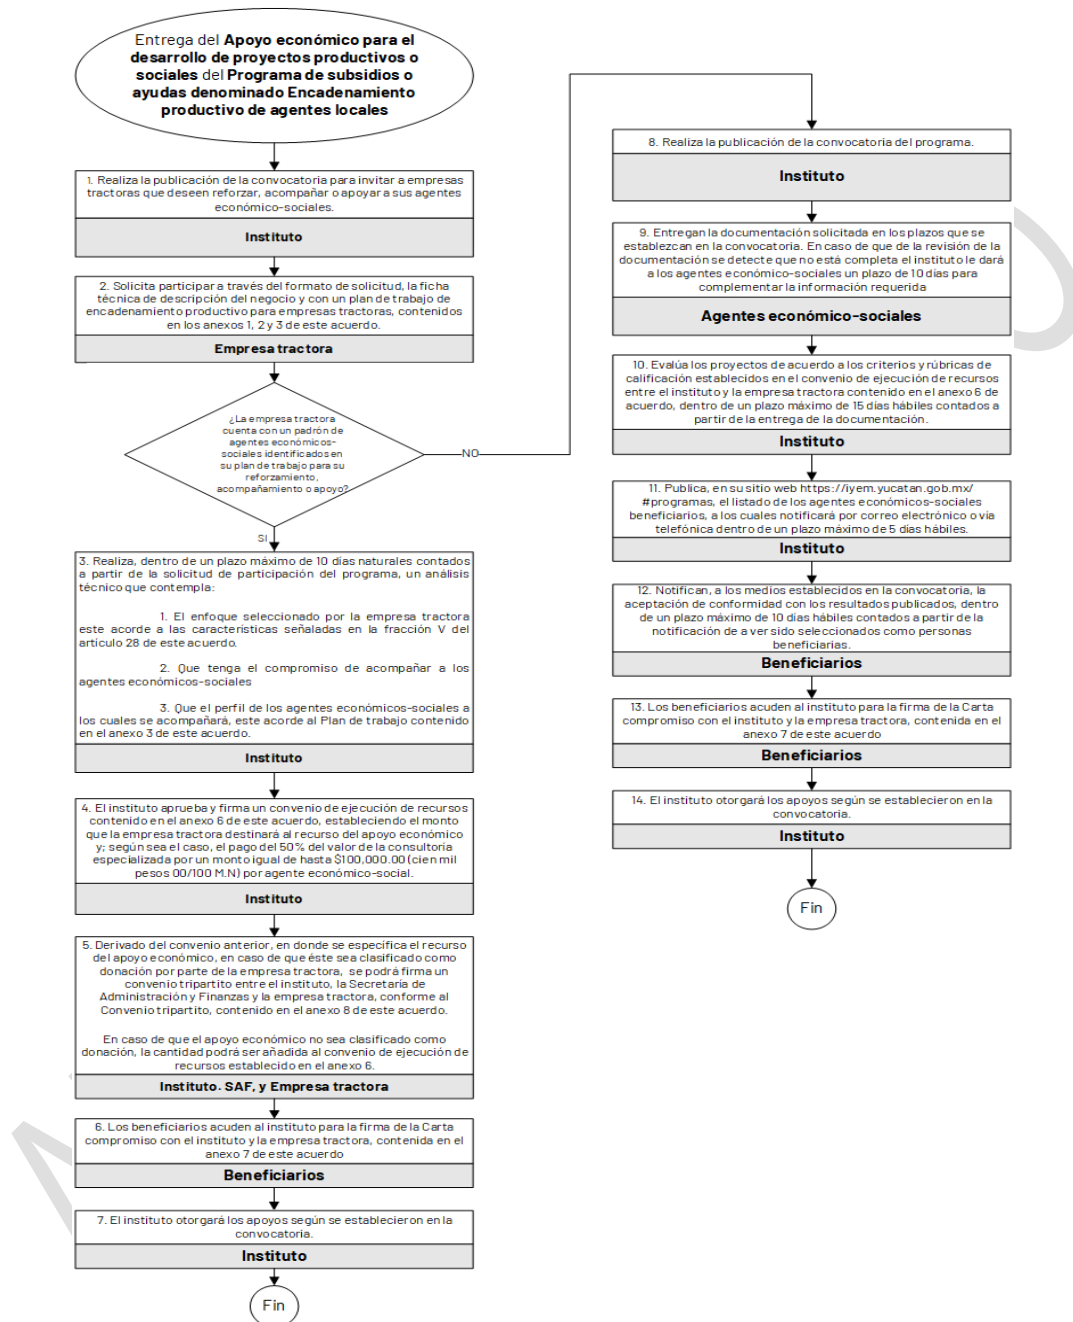 Entrega del Apoyo económico para el
desarrollo de proyectos productivos o
sociales del Programa de subsidios o
ayudas denominado Encadenamiento
productivo de agentes locales
1. Realiza la publicación de la convocatoria para invitar a empresas
tractoras que deseen reforzar, acompañar o apoyar a sus agentes
económico-sociales.
Instituto
2. Solicita participar a través del formato de solicitud, la ficha
técnica de descripción del negocio y con un plan de trabajo de
encadenamiento productivo para empresas tractoras, contenidos
en los anexos 1, 2 y 3 de este acuerdo.
Empresa tractora
¿La empresa tractora
cuenta con un padrón de
agentes económicos-
sociales identificados en
su plan de trabajo para su
reforzamiento,
acompañamiento o apoyo?
NO
SI
3. Realiza, dentro de un plazo máximo de 10 días naturales contados
a partir de la solicitud de participación del programa, un análisis
técnico que contempla:
1. El enfoque seleccionado por la empresa tractora
este acorde a las características señaladas en la fracción V del
artículo 28 de este acuerdo.
2. Que tenga el compromiso de acompañar a los
agentes económicos-sociales
3. Que el perfil de los agentes económicos-sociales a
los cuales se acompañará, este acorde al Plan de trabajo contenido
en el anexo 3 de este acuerdo.
Instituto
4. El instituto aprueba y firma un convenio de ejecución de recursos
contenido en el anexo 6 de este acuerdo, estableciendo el monto
que la empresa tractora destinará al recurso del apoyo económico
y; según sea el caso, el pago del 50% del valor de la consultoría
especializada por un monto igual de hasta $100,000.00 (cien mil
pesos 00/100 M.N) por agente económico-social.
Instituto
5. Derivado del convenio anterior, en donde se especifica el recurso
del apoyo económico, en caso de que éste sea clasificado como
donación por parte de la empresa tractora, se podrá firma un
convenio tripartito entre el instituto, la Secretaría de
Administración y Finanzas y la empresa tractora, conforme al
Convenio tripartito, contenido en el anexo 8 de este acuerdo.
En caso de que el apoyo económico no sea clasificado como
donación, la cantidad podrá ser añadida al convenio de ejecución de
recursos establecido en el anexo 6.
Instituto. SAF, y Empresa tractora
6. Los beneficiarios acuden al instituto para la firma de la Carta
compromiso con el instituto y la empresa tractora, contenida en el
anexo 7 de este acuerdo
Beneficiarios
7. El instituto otorgará los apoyos según se establecieron en la
convocatoria.
Instituto
Fin
8. Realiza la publicación de la convocatoria del programa.
Instituto
9. Entregan la documentación solicitada en los plazos que se
establezcan en la convocatoria. En caso de que de la revisión de la
documentación se detecte que no está completa el instituto le dará
a los agentes económico-sociales un plazo de 10 días para
complementar la información requerida
Agentes económico-sociales
10. Evalúa los proyectos de acuerdo a los criterios y rúbricas de
calificación establecidos en el convenio de ejecución de recursos
entre el instituto y la empresa tractora contenido en el anexo 6 de
acuerdo, dentro de un plazo máximo de 15 días hábiles contados a
partir de la entrega de la documentación.
Instituto
11. Publica, en su sitio web https://iyem.yucatan.gob.mx/
#programas, el listado de los agentes económicos-sociales
beneficiarios, a los cuales notificará por correo electrónico o vía
telefónica dentro de un plazo máximo de 5 días hábiles.
Instituto
12. Notifican, a los medios establecidos en la convocatoria, la
aceptación de conformidad con los resultados publicados, dentro
de un plazo máximo de 10 días hábiles contados a partir de la
notificación de a ver sido seleccionados como personas
beneficiarias.
Beneficiarios
13. Los beneficiarios acuden al instituto para la firma de la Carta
compromiso con el instituto y la empresa tractora, contenida en el
anexo 7 de este acuerdo
Beneficiarios
14. El instituto otorgará los apoyos según se establecieron en la
convocatoria.
Instituto
Fin